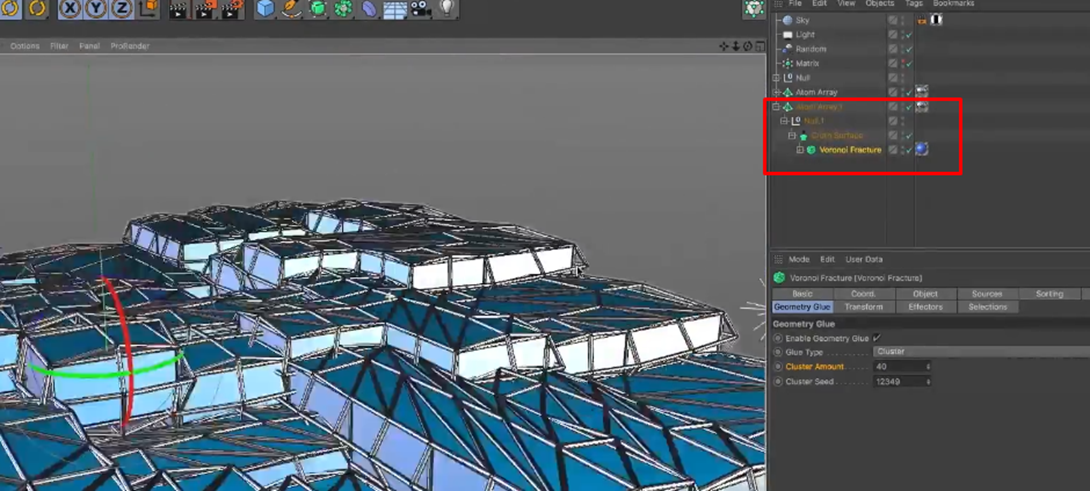 File Edit View Objects Tags Bookmarks
X Y Z
Options Filter Panel ProRender
Sky
Light
Random
Matrix
Null
Atom Array
Atom Array.1
Null.1
Cloth Surface
Voronoi Fracture
Mode Edit User Data
Voronoi Fracture [Voronoi Fracture]
Basic Coord. Object Sources Sorting
Geometry Glue Transform Effectors Selections
Geometry Glue
Enable Geometry Glue
Glue Type Cluster
Cluster Amount 40
Cluster Seed 12349